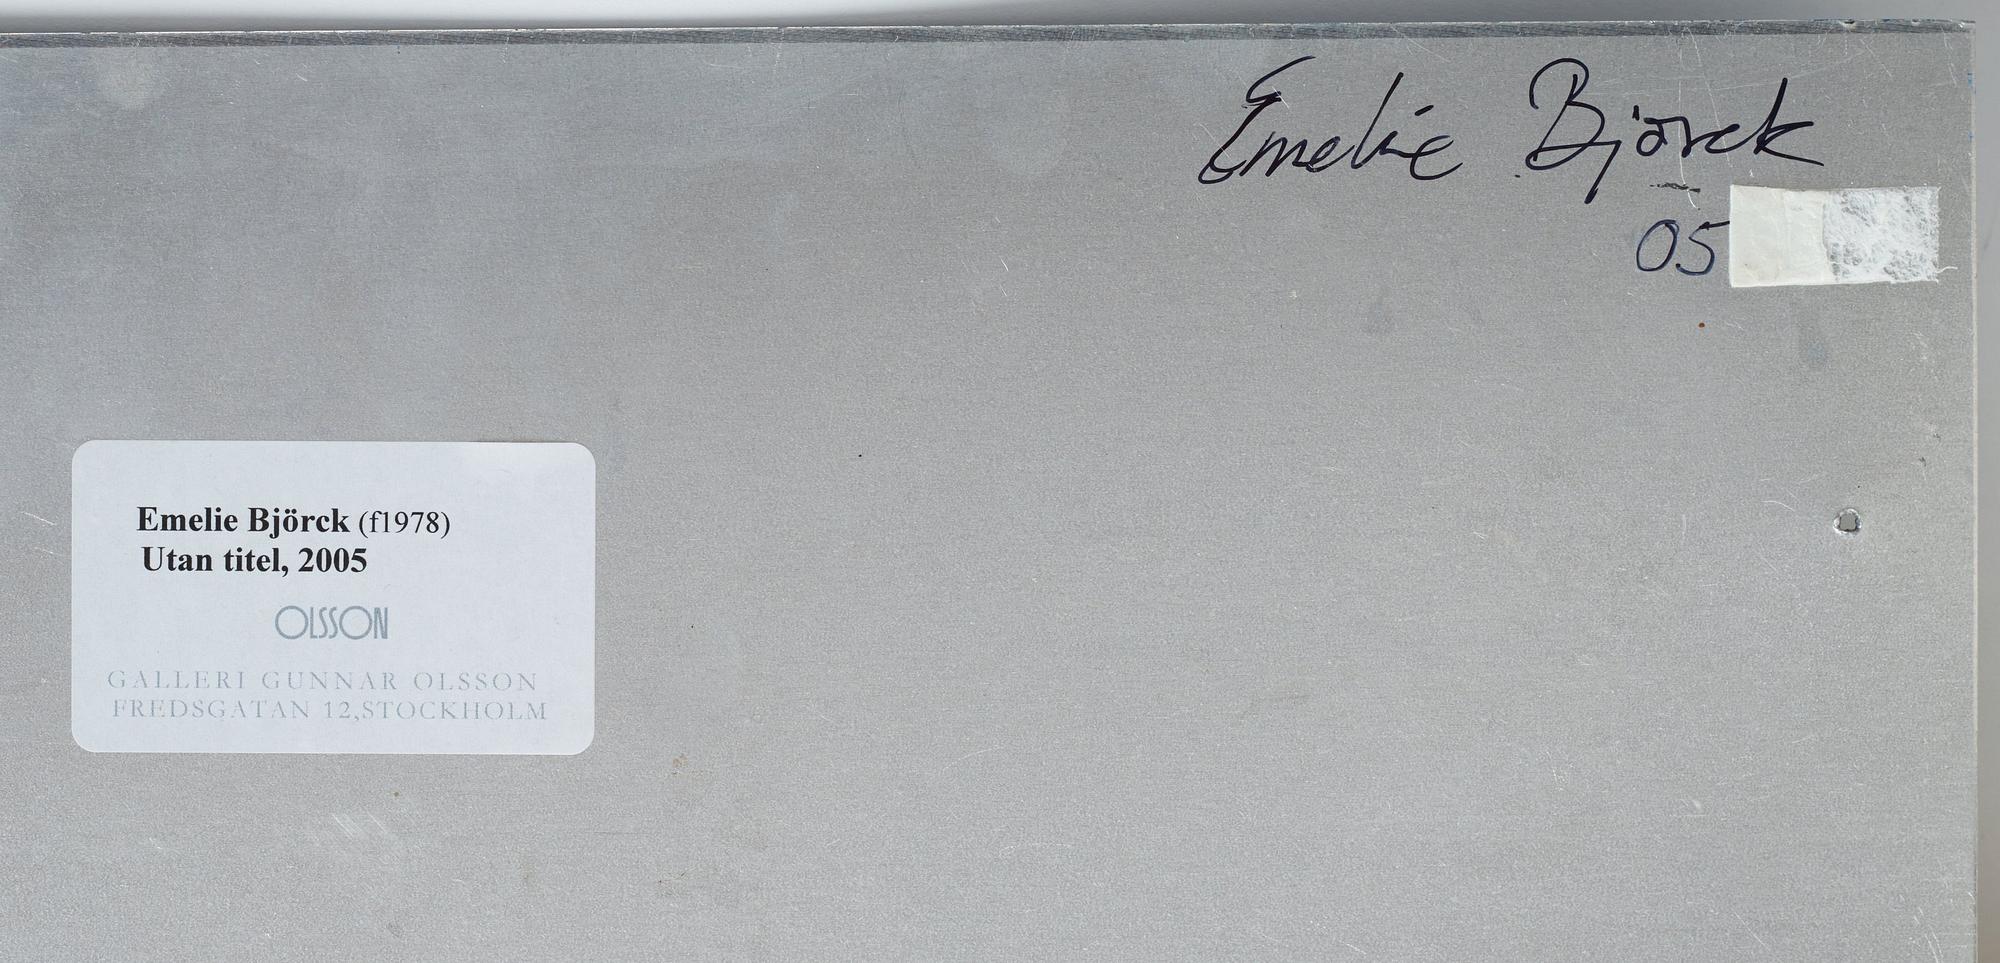 Emelie Björck
05
Emelie Björck (f1978)
Utan titel, 2005
OLSSON
GALLERI GUNNAR OLSSON
FREDSGATAN 12,STOCKHOLM